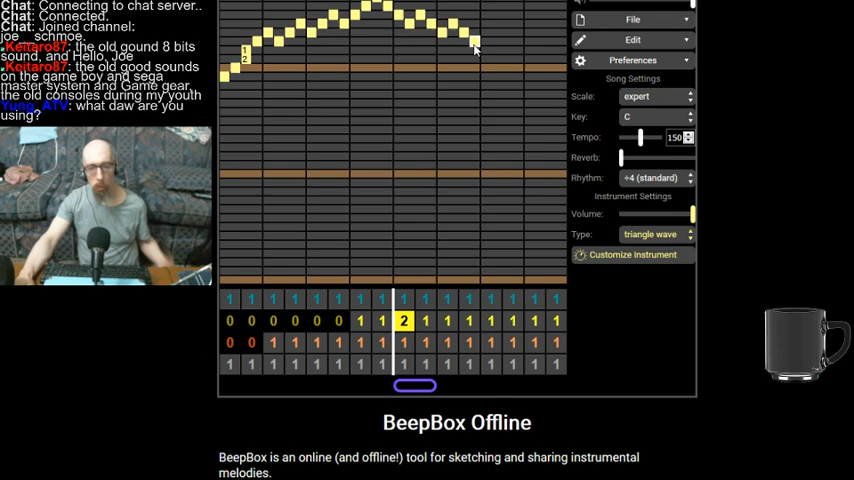 Chat: Connecting to chat server..
Chat: Connected.
Chat: Joined channel:
joe__schmoe.
Keitaro87: the old gound 8 bits
sound, and Hello, Joe
Keitaro87: the old good sounds
on the game boy and sega
master system and Game gear,
the old consoles during my youth
Yung_ATV: what daw are you
using?
1
2
File
Edit
Preferences
Song Settings
Scale: expert
Key: C
Tempo: 150
Reverb:
Rhythm: ÷4 (standard)
Instrument Settings
Volume:
Type: triangle wave
Customize Instrument
1 1 1 1 1 1 1 1 1 1 1 1 1 1 1 1
0 0 0 0 0 0 1 1 2 1 1 1 1 1 1 1
0 0 1 1 1 1 1 1 1 1 1 1 1 1 1 1
1 1 1 1 1 1 1 1 1 1 1 1 1 1 1 1
BeepBox Offline
BeepBox is an online (and offline!) tool for sketching and sharing instrumental
melodies.